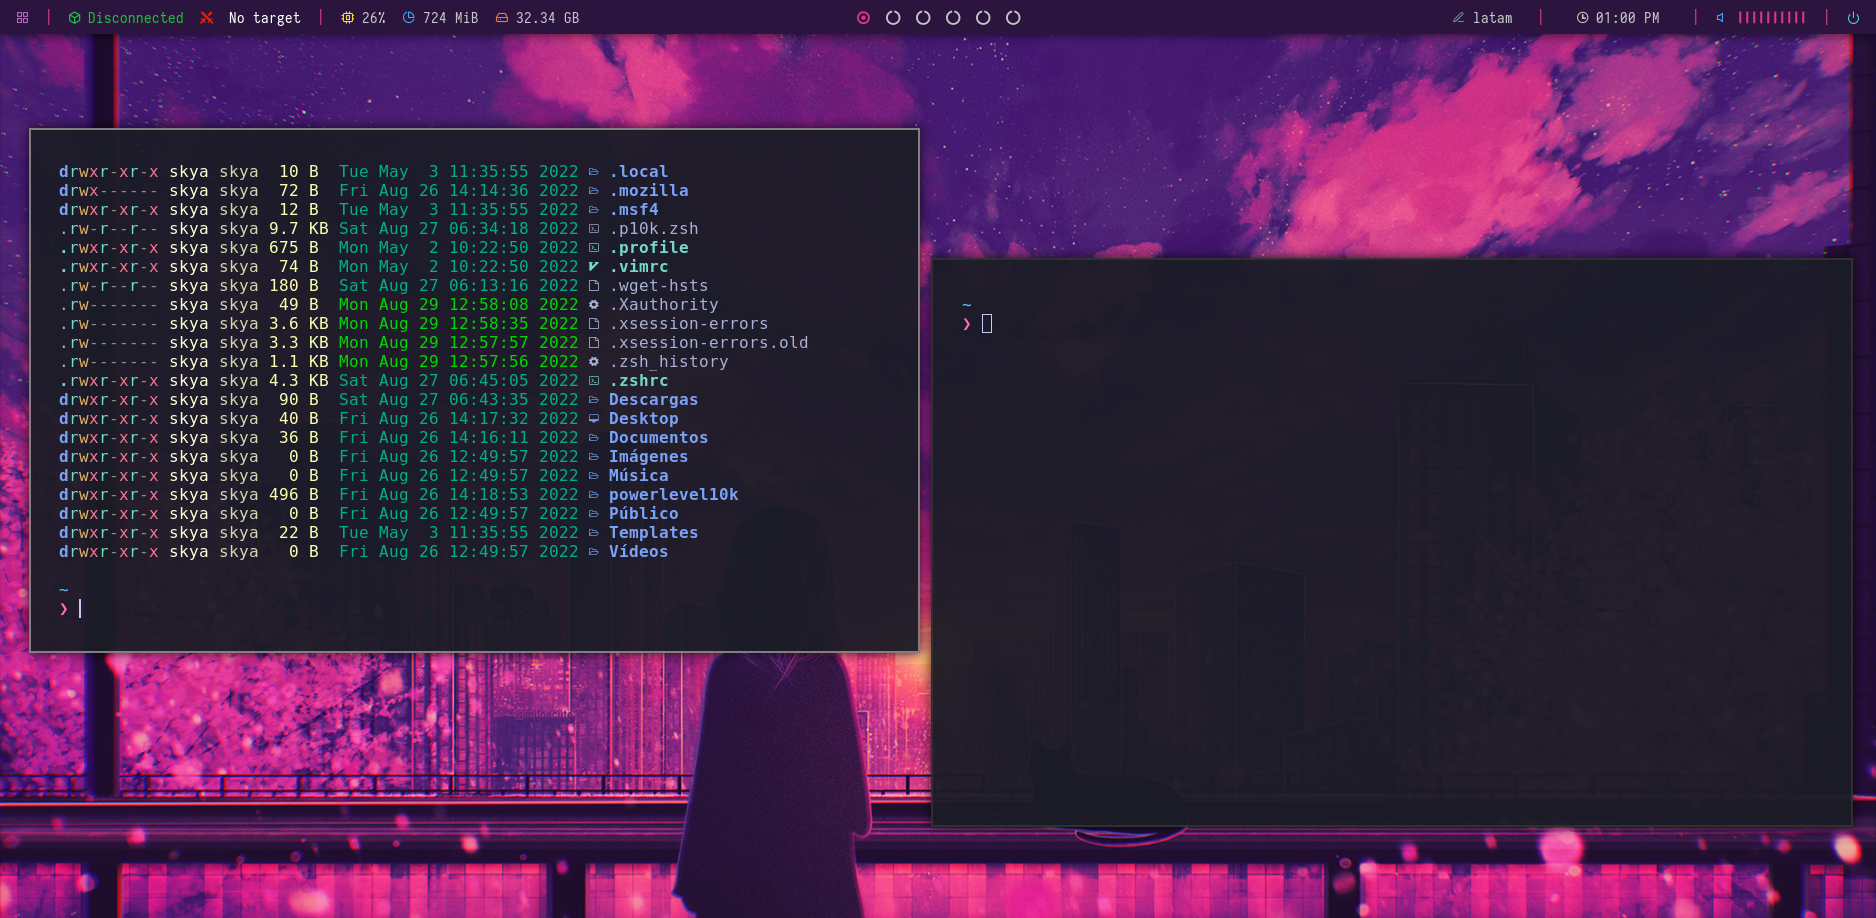 Disconnected No target 26% 724 MiB 32.34 GB latam 01:00 PM
drwxr-xr-x skya skya 10 B Tue May 3 11:35:55 2022 .local
drwx------ skya skya 72 B Fri Aug 26 14:14:36 2022 .mozilla
drwxr-xr-x skya skya 12 B Tue May 3 11:35:55 2022 .msf4
.rw-r--r-- skya skya 9.7 KB Sat Aug 27 06:34:18 2022 .p10k.zsh
.rwxr-xr-x skya skya 675 B Mon May 2 10:22:50 2022 .profile
.rwxr-xr-x skya skya 74 B Mon May 2 10:22:50 2022 .vimrc
.rw-r--r-- skya skya 180 B Sat Aug 27 06:13:16 2022 .wget-hsts
.rw------- skya skya 49 B Mon Aug 29 12:58:08 2022 .Xauthority
.rw------- skya skya 3.6 KB Mon Aug 29 12:58:35 2022 .xsession-errors
.rw------- skya skya 3.3 KB Mon Aug 29 12:57:57 2022 .xsession-errors.old
.rw------- skya skya 1.1 KB Mon Aug 29 12:57:56 2022 .zsh_history
.rwxr-xr-x skya skya 4.3 KB Sat Aug 27 06:45:05 2022 .zshrc
drwxr-xr-x skya skya 90 B Sat Aug 27 06:43:35 2022 Descargas
drwxr-xr-x skya skya 40 B Fri Aug 26 14:17:32 2022 Desktop
drwxr-xr-x skya skya 36 B Fri Aug 26 14:16:11 2022 Documentos
drwxr-xr-x skya skya 0 B Fri Aug 26 12:49:57 2022 Imágenes
drwxr-xr-x skya skya 0 B Fri Aug 26 12:49:57 2022 Música
drwxr-xr-x skya skya 496 B Fri Aug 26 14:18:53 2022 powerlevel10k
drwxr-xr-x skya skya 0 B Fri Aug 26 12:49:57 2022 Público
drwxr-xr-x skya skya 22 B Tue May 3 11:35:55 2022 Templates
drwxr-xr-x skya skya 0 B Fri Aug 26 12:49:57 2022 Vídeos
~
❯
~
❯